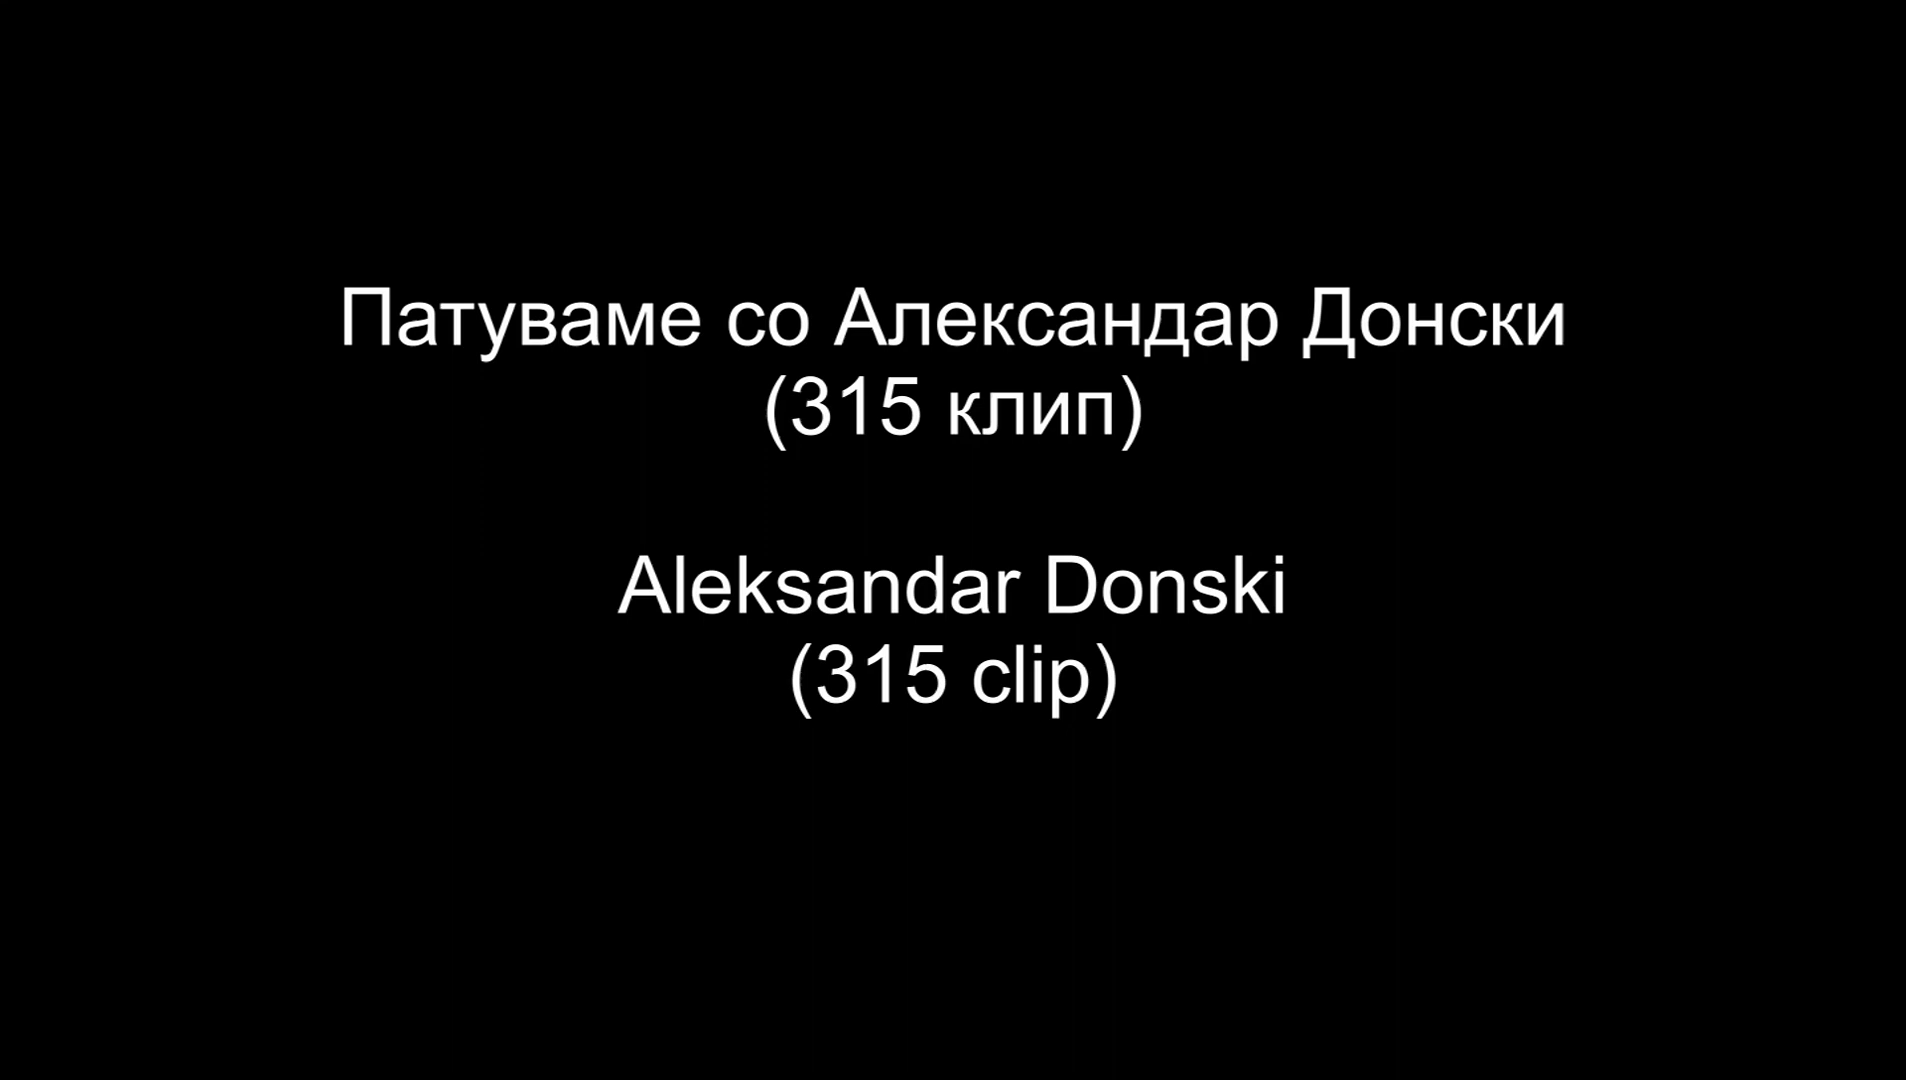 Патуваме со Александар Донски
(315 клип)
Aleksandar Donski
(315 clip)